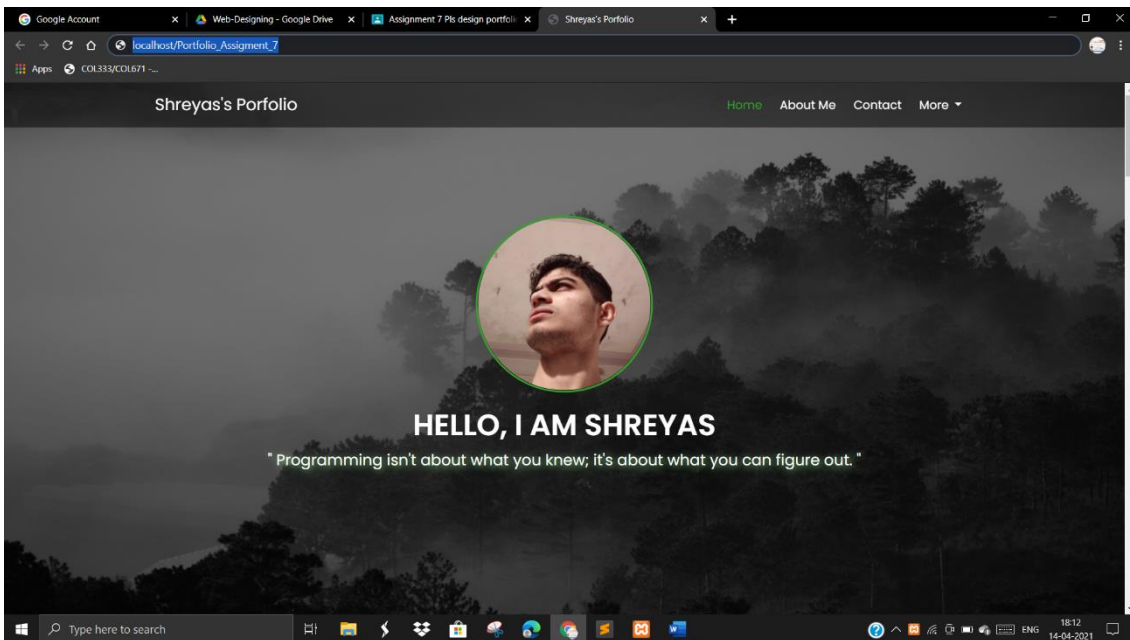 Google Account
Web-Designing - Google Drive
Assignment 7 Pls design portfoli
Shreyas's Porfolio
localhost/Portfolio_Assigment_7
Apps
COL333/COL671 -...
Shreyas's Porfolio
Home
About Me
Contact
More
HELLO, I AM SHREYAS
" Programming isn't about what you knew; it's about what you can figure out. "
Type here to search
ENG
18:12
14-04-2021